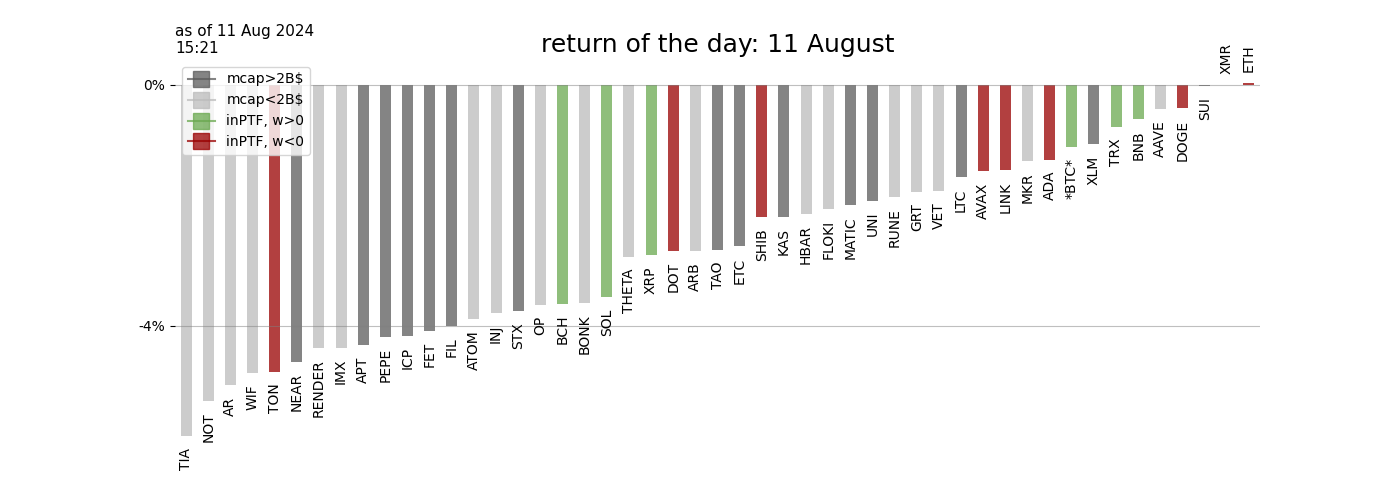 as of 11 Aug 2024
15:21
return of the day: 11 August
mcap>2B$
mcap<2B$
inPTF, w>0
inPTF, w<0
0%
-4%
TIA
NOT
AR
WIF
TON
NEAR
RENDER
IMX
APT
PEPE
ICP
FET
FIL
ATOM
INJ
STX
OP
BCH
BONK
SOL
THETA
XRP
DOT
ARB
TAO
ETC
SHIB
KAS
HBAR
FLOKI
MATIC
UNI
RUNE
GRT
VET
LTC
AVAX
LINK
MKR
ADA
*BTC*
XLM
TRX
BNB
AAVE
DOGE
SUI
XMR
ETH